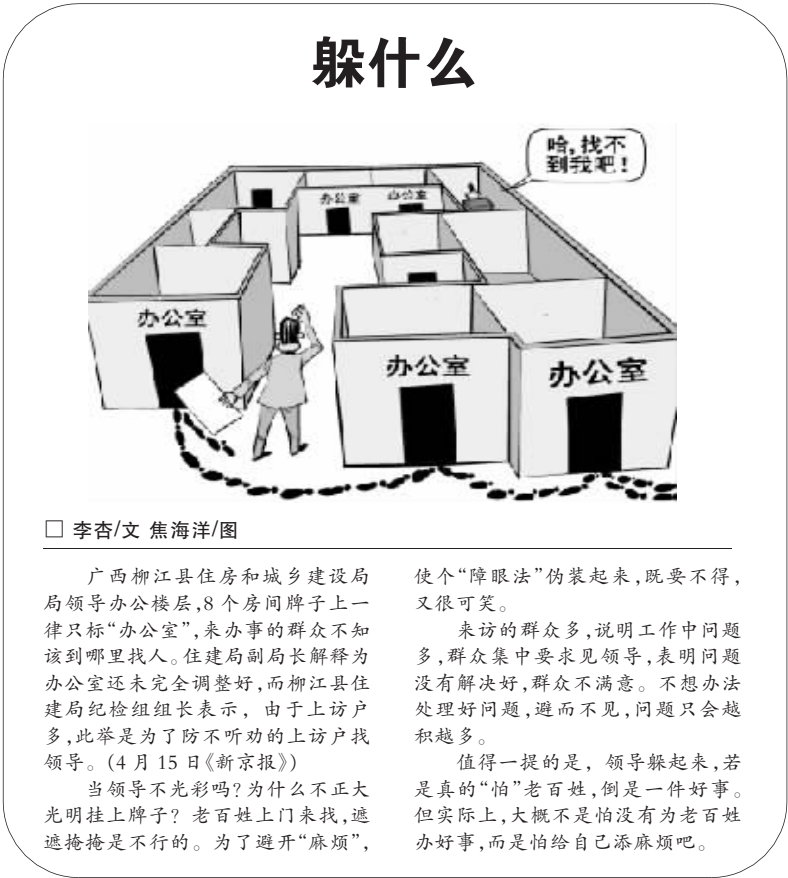 躲什么
哈,找不
到我吧!
办公室
办公室
办公室
办公室
办公室
□ 李杏/文 焦海洋/图
广西柳江县住房和城乡建设局
局领导办公楼层,8 个房间牌子上一
律只标“办公室”,来办事的群众不知
该到哪里找人。住建局副局长解释为
办公室还未完全调整好,而柳江县住
建局纪检组组长表示, 由于上访户
多,此举是为了防不听劝的上访户找
领导。(4 月 15 日《新京报》)
当领导不光彩吗?为什么不正大
光明挂上牌子? 老百姓上门来找,遮
遮掩掩是不行的。为了避开“麻烦”,
使个“障眼法”伪装起来,既要不得,
又很可笑。
来访的群众多,说明工作中问题
多,群众集中要求见领导,表明问题
没有解决好,群众不满意。不想办法
处理好问题,避而不见,问题只会越
积越多。
值得一提的是, 领导躲起来,若
是真的“怕”老百姓,倒是一件好事。
但实际上,大概不是怕没有为老百姓
办好事,而是怕给自己添麻烦吧。